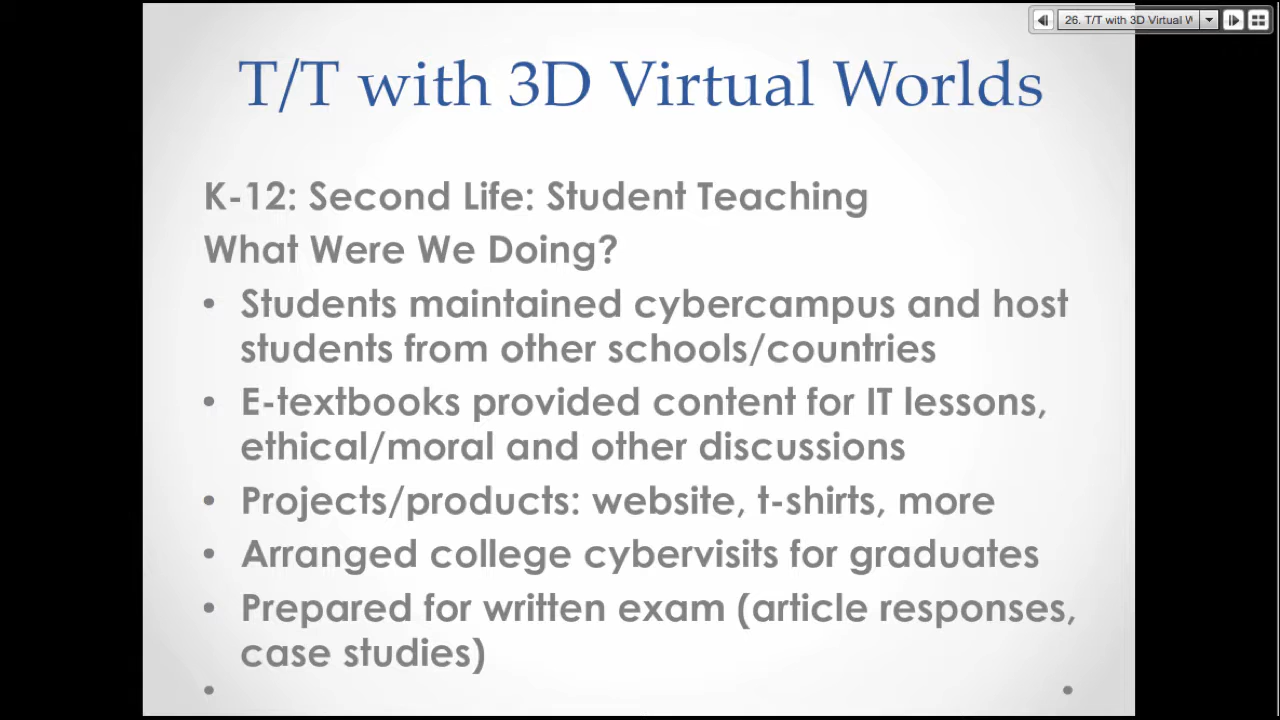 26. T/T with 3D Virtual W
T/T with 3D Virtual Worlds
K-12: Second Life: Student Teaching
What Were We Doing?
• Students maintained cybercampus and host
students from other schools/countries
• E-textbooks provided content for IT lessons,
ethical/moral and other discussions
• Projects/products: website, t-shirts, more
• Arranged college cybervisits for graduates
• Prepared for written exam (article responses,
case studies)